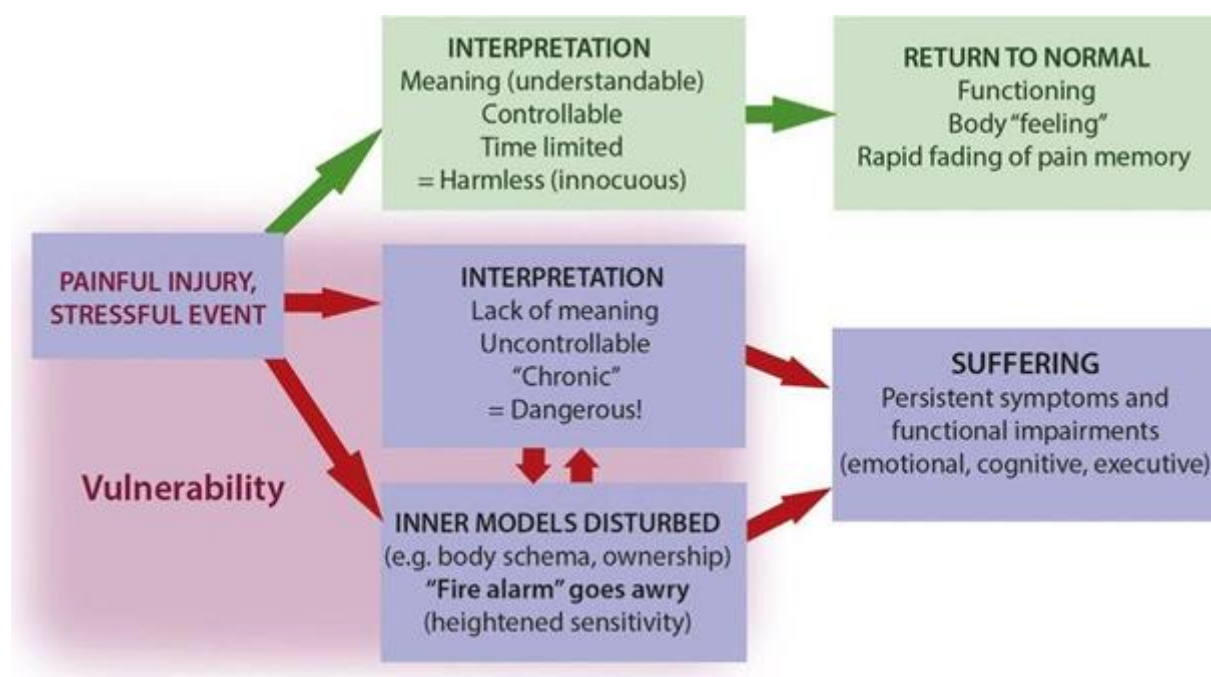 INTERPRETATION
Meaning (understandable)
Controllable
Time limited
= Harmless (innocuous)
RETURN TO NORMAL
Functioning
Body “feeling”
Rapid fading of pain memory
PAINFUL INJURY,
STRESSFUL EVENT
INTERPRETATION
Lack of meaning
Uncontrollable
“Chronic”
= Dangerous!
SUFFERING
Persistent symptoms and
functional impairments
(emotional, cognitive, executive)
Vulnerability
INNER MODELS DISTURBED
(e.g. body schema, ownership)
“Fire alarm” goes awry
(heightened sensitivity)